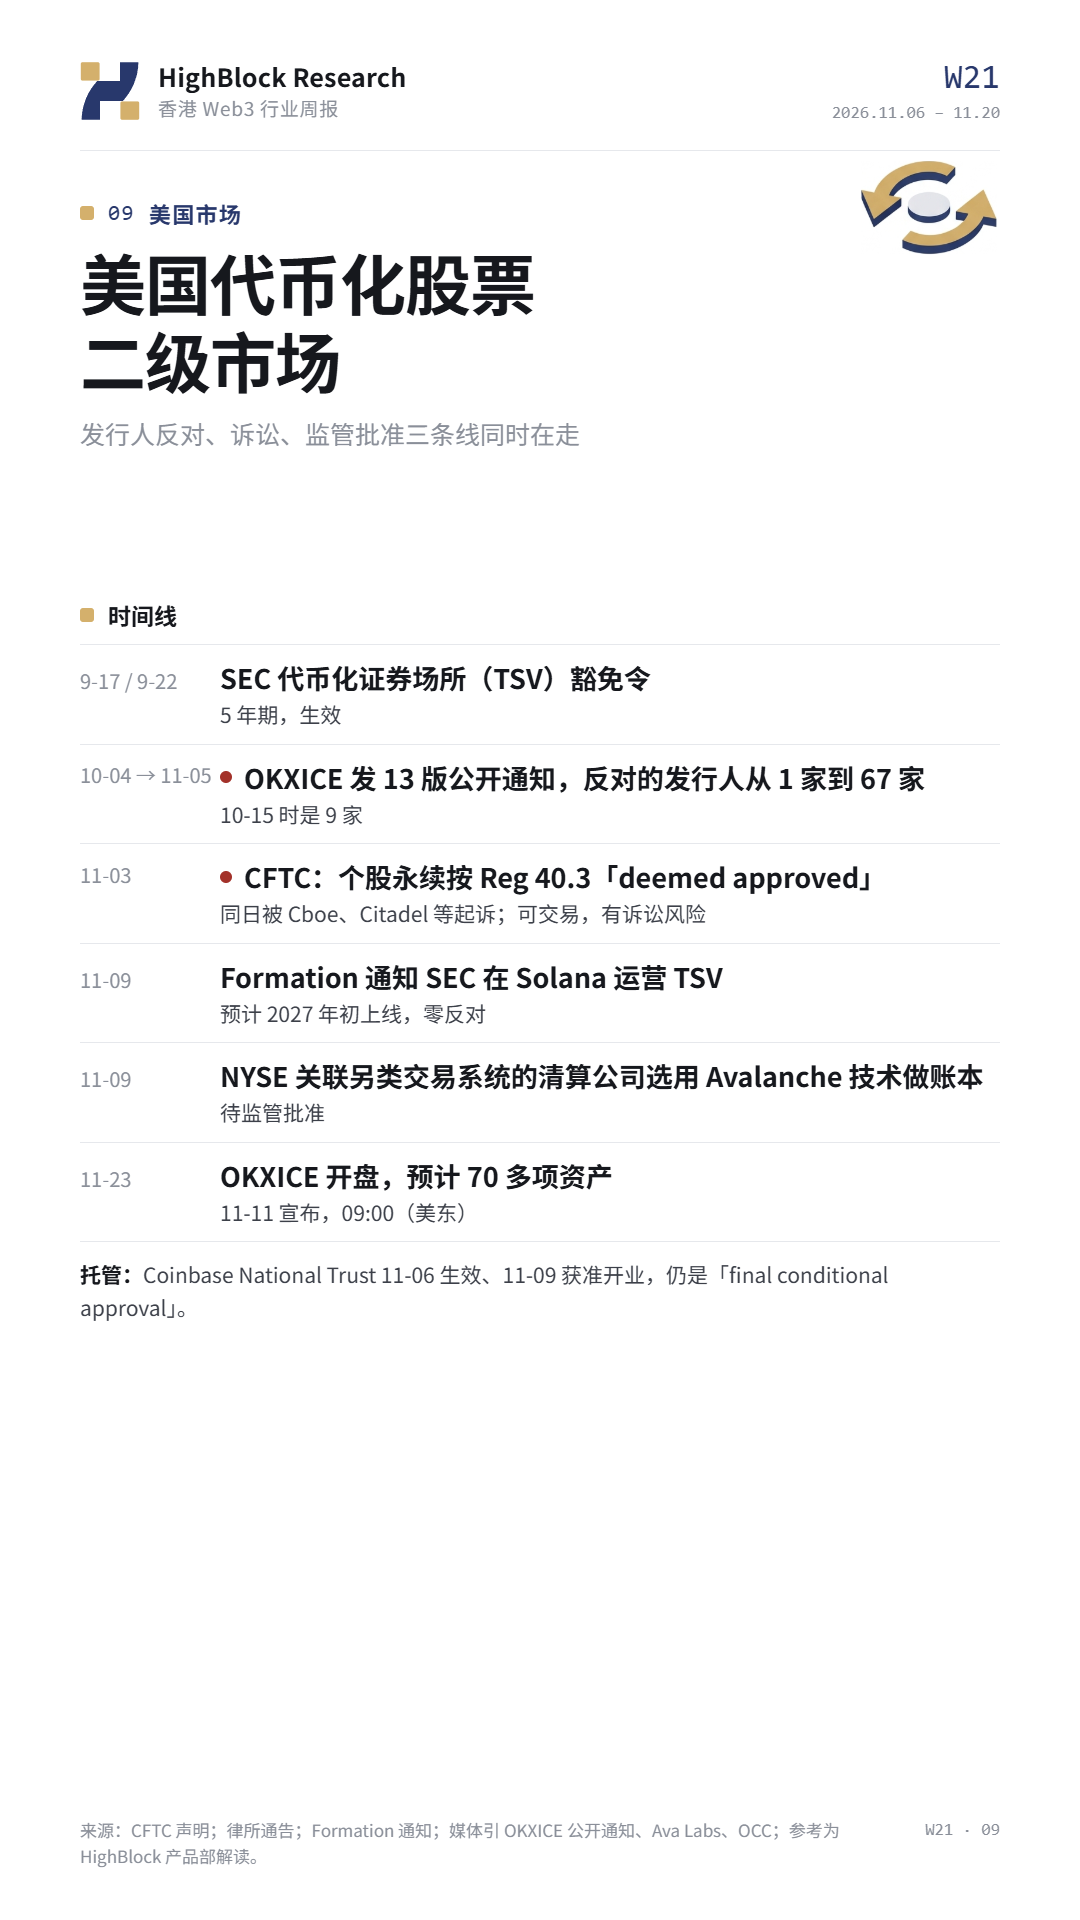 HighBlock Research
香港 Web3 行业周报
W21
2026.11.06 – 11.20
09 美国市场
美国代币化股票
二级市场
发行人反对、诉讼、监管批准三条线同时在走
时间线
9-17 / 9-22 SEC 代币化证券场所（TSV）豁免令
5 年期，生效
10-04 → 11-05 OKXICE 发 13 版公开通知，反对的发行人从 1 家到 67 家
10-15 时是 9 家
11-03 CFTC：个股永续按 Reg 40.3「deemed approved」
同日被 Cboe、Citadel 等起诉；可交易，有诉讼风险
11-09 Formation 通知 SEC 在 Solana 运营 TSV
预计 2027 年初上线，零反对
11-09 NYSE 关联另类交易系统的清算公司选用 Avalanche 技术做账本
待监管批准
11-23 OKXICE 开盘，预计 70 多项资产
11-11 宣布，09:00（美东）
托管：Coinbase National Trust 11-06 生效、11-09 获准开业，仍是「final conditional
approval」。
来源：CFTC 声明；律所通告；Formation 通知；媒体引 OKXICE 公开通知、Ava Labs、OCC；参考为
HighBlock 产品部解读。
W21 · 09